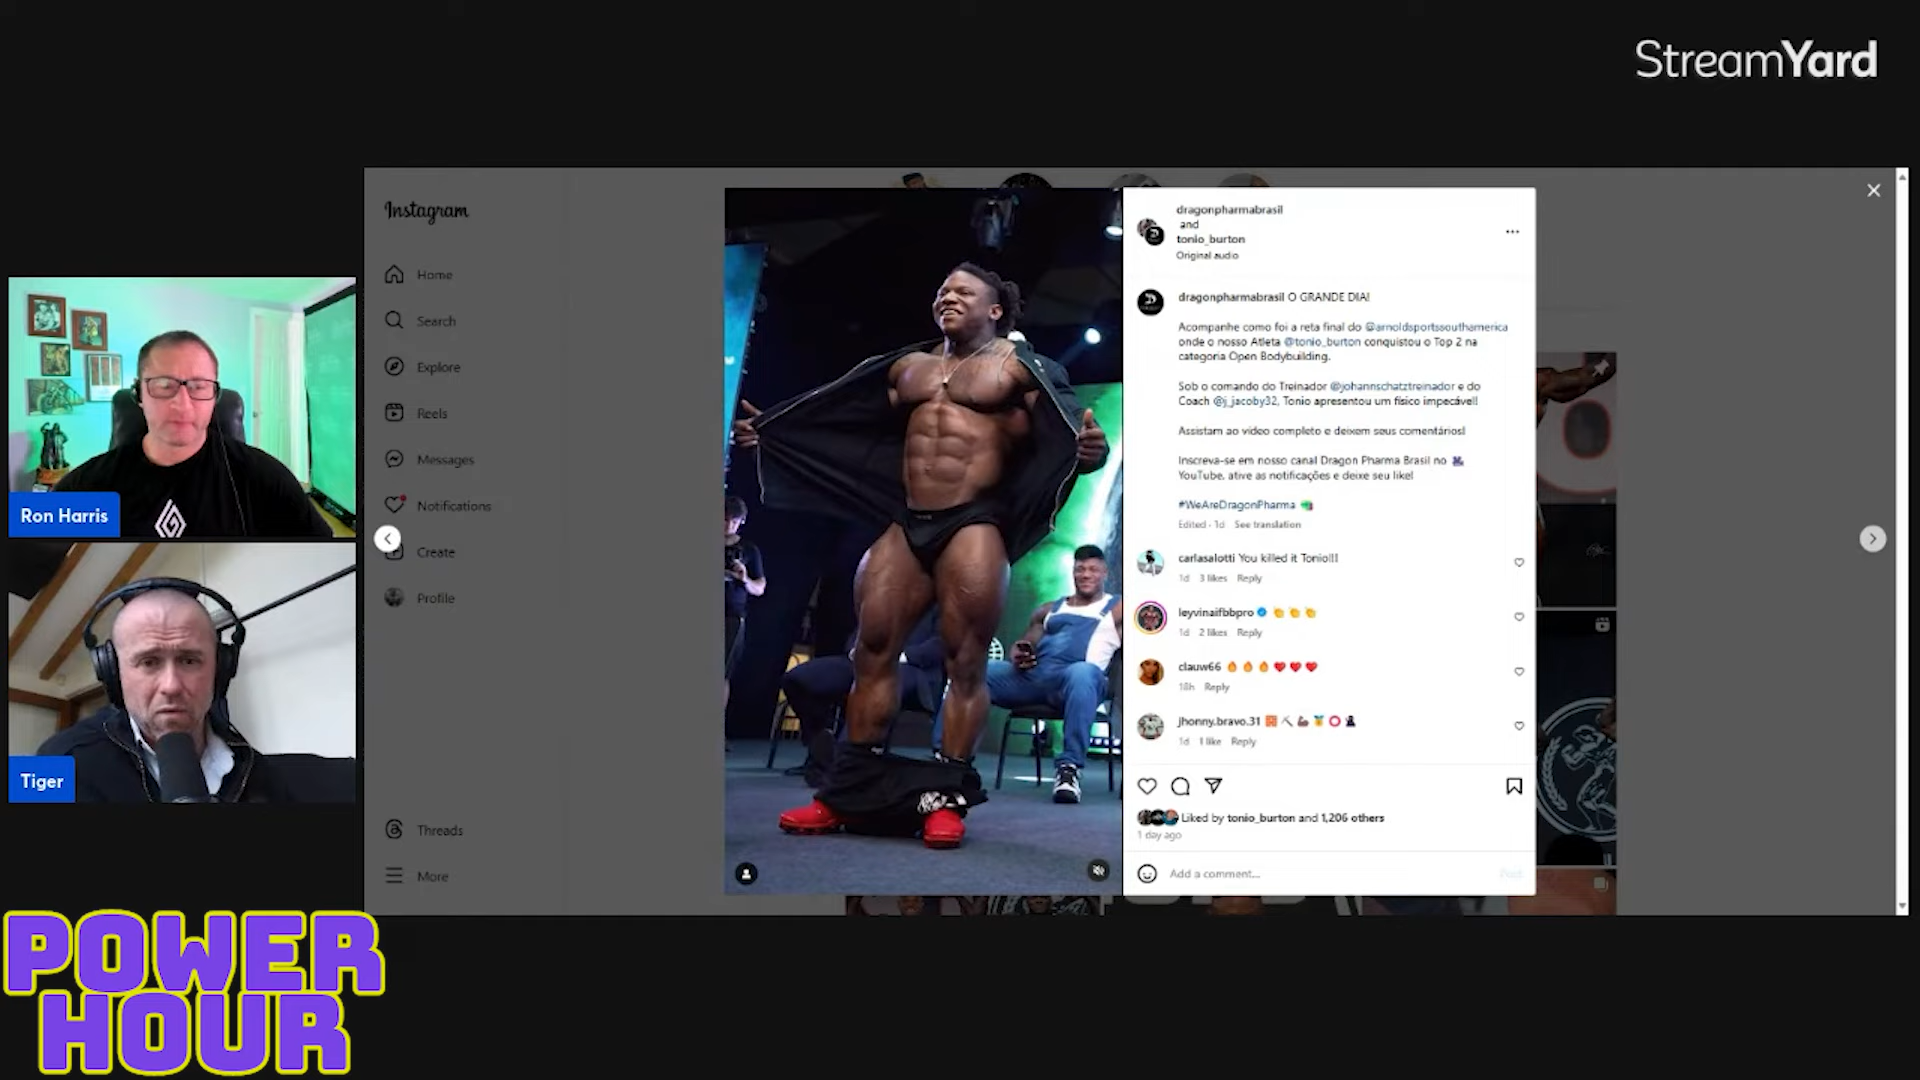 StreamYard
Instagram
Home
Search
Explore
Reels
Messages
Notifications
Create
Profile
Threads
More
dragonpharmabrasil
and
tonio_burton
Original audio
dragonpharmabrasil O GRANDE DIA!
Acompanhe como foi a reta final do @arnoldsportssouthamerica
onde o nosso Atleta @tonio_burton conquistou o Top 2 na
categoria Open Bodybuilding.
Sob o comando do Treinador @johannschatztreinador e do
Coach @j_jacoby32, Tonio apresentou um físico impecável!!
Assistam ao vídeo completo e deixem seus comentários!
Inscreva-se em nosso canal Dragon Pharma Brasil no
YouTube, ative as notificações e deixe seu like!
#WeAreDragonPharma
Edited · 1d See translation
carlasalotti You killed it Tonio!!!
1d 3 likes Reply
leyvinaifbbpro
1d 2 likes Reply
clauw66
18h Reply
jhonny.bravo.31
1d 1 like Reply
Liked by tonio_burton and 1,206 others
1 day ago
Add a comment...
Post
Ron Harris
Tiger
POWER
HOUR